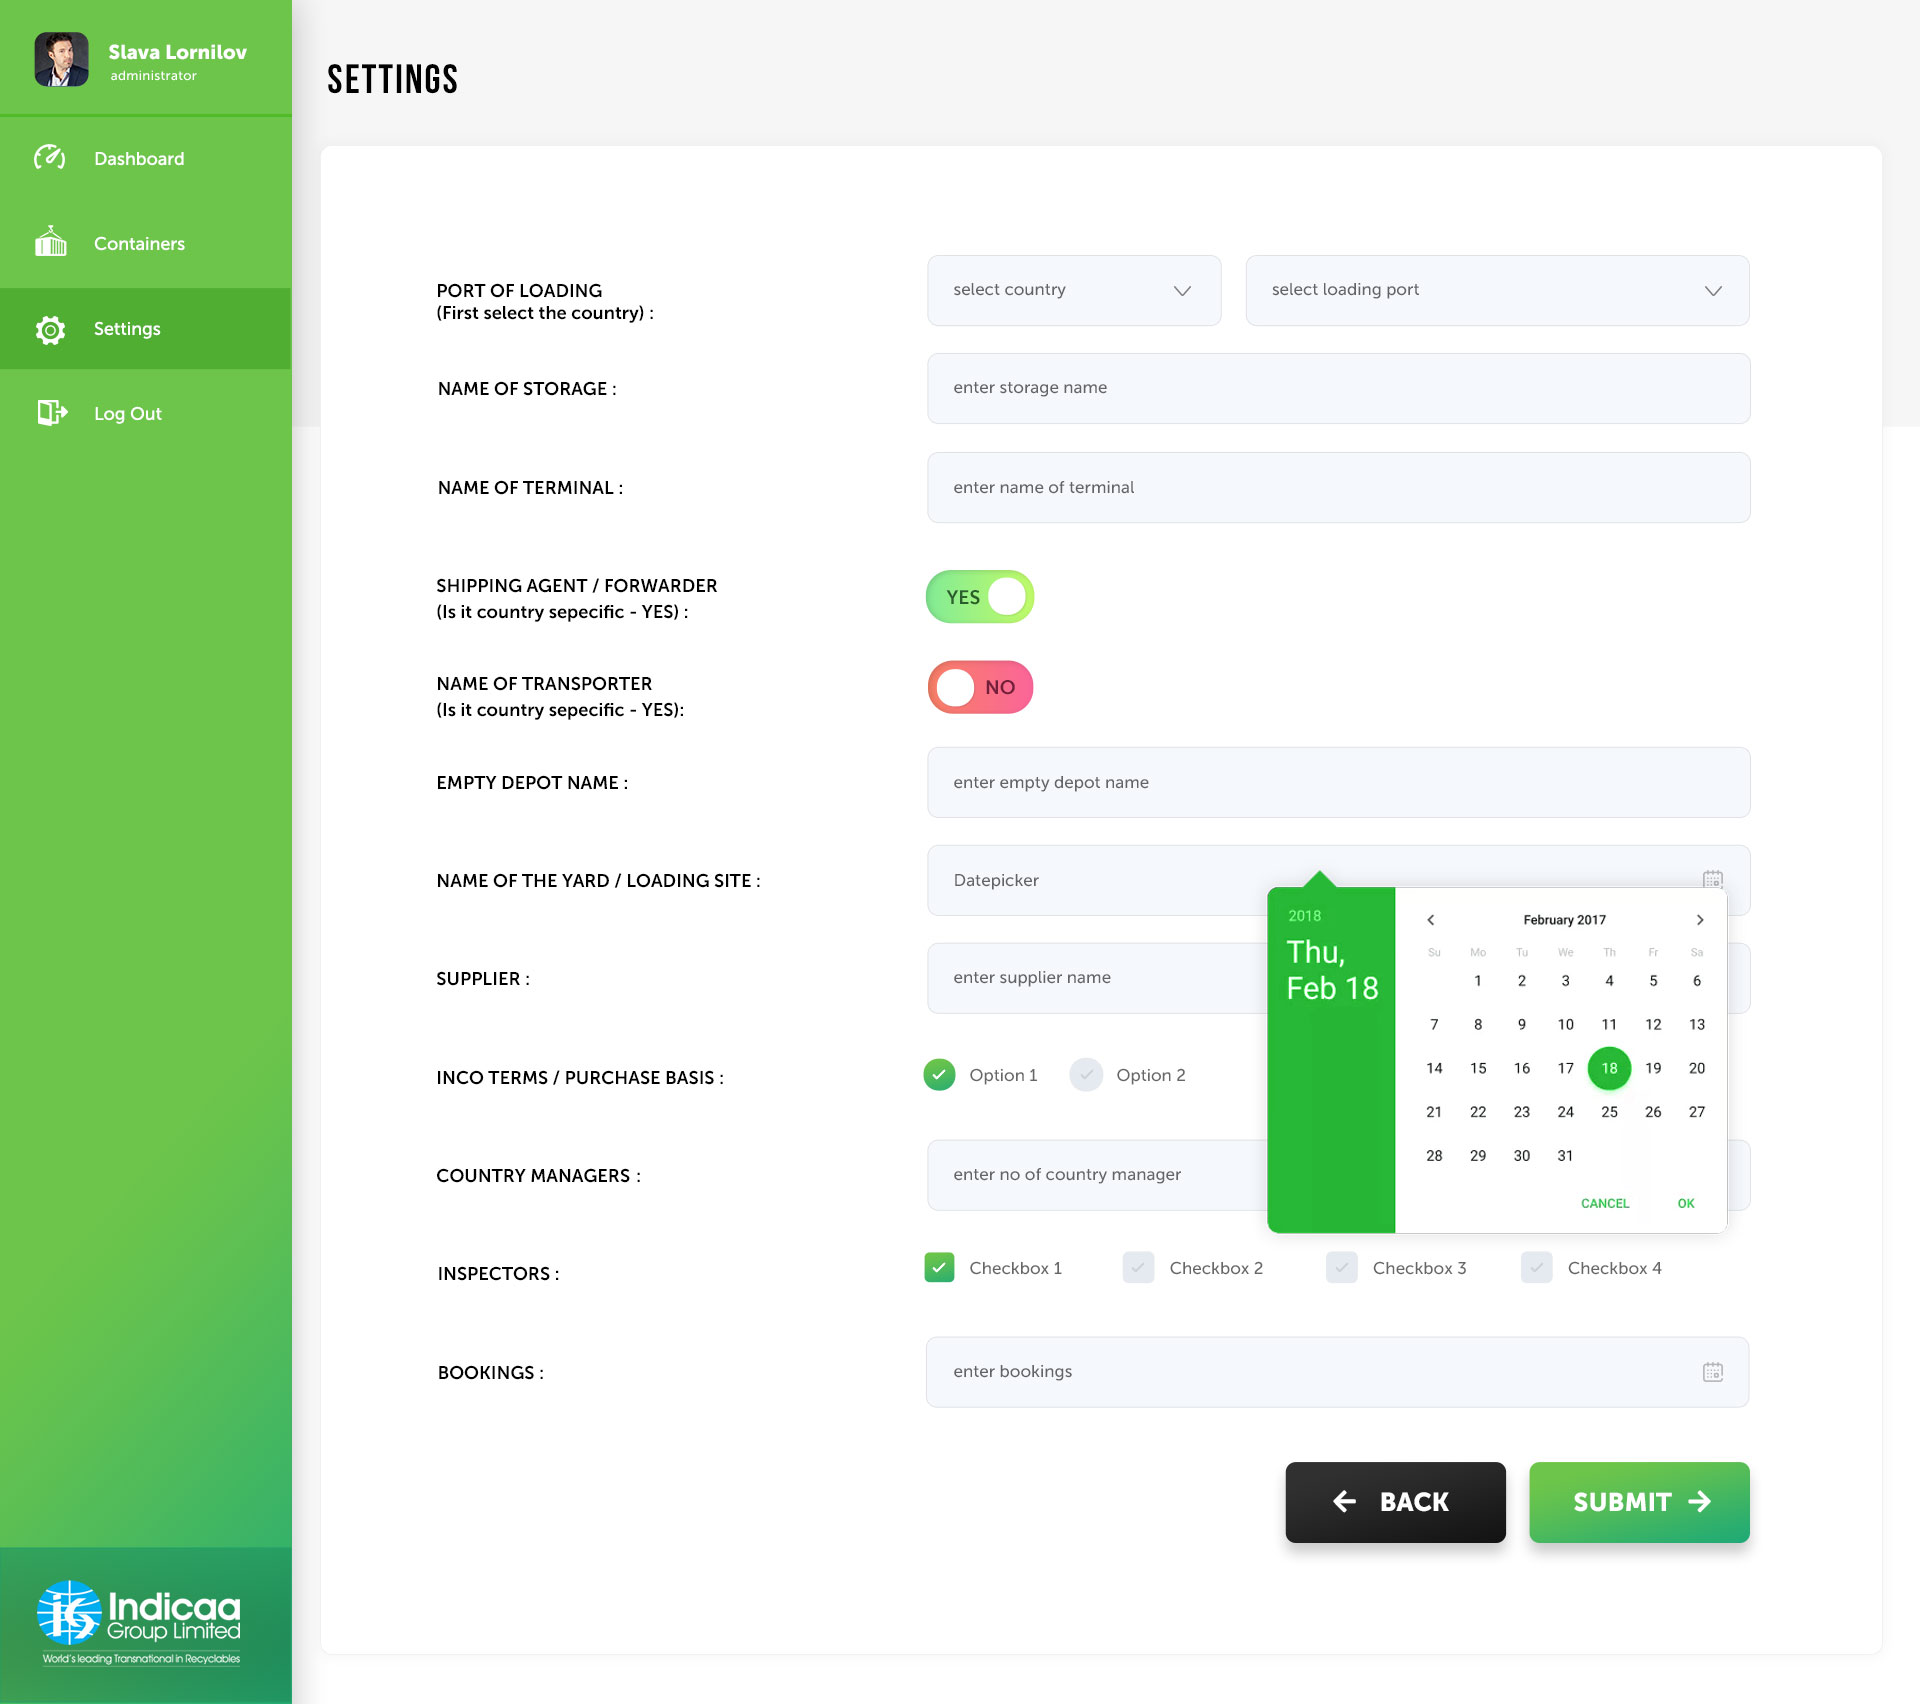 Slava Lornilov
administrator
Dashboard
Containers
Settings
Log Out
Indicaa
Group Limited
World's leading Transnational in Recyclables
SETTINGS
PORT OF LOADING
(First select the country) :
select country
select loading port
NAME OF STORAGE :
enter storage name
NAME OF TERMINAL :
enter name of terminal
SHIPPING AGENT / FORWARDER
(Is it country sepecific - YES) :
YES
NAME OF TRANSPORTER
(Is it country sepecific - YES):
NO
EMPTY DEPOT NAME :
enter empty depot name
NAME OF THE YARD / LOADING SITE :
Datepicker
SUPPLIER :
enter supplier name
INCO TERMS / PURCHASE BASIS :
Option 1
Option 2
COUNTRY MANAGERS :
enter no of country manager
2018
Thu,
Feb 18
February 2017
Su Mo Tu We Th Fr Sa
1 2 3 4 5 6
7 8 9 10 11 12 13
14 15 16 17 18 19 20
21 22 23 24 25 26 27
28 29 30 31
CANCEL OK
INSPECTORS :
Checkbox 1
Checkbox 2
Checkbox 3
Checkbox 4
BOOKINGS :
enter bookings
BACK
SUBMIT